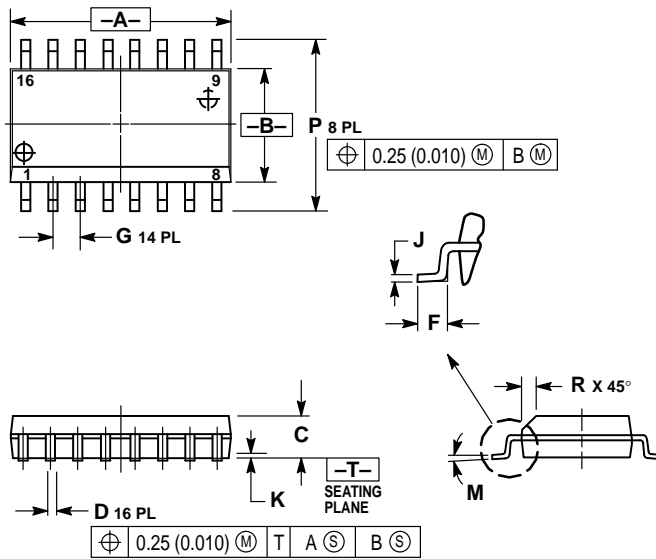 –A–
16 9
–B–
P 8 PL
⌖ 0.25 (0.010) Ⓜ B Ⓜ
1 8
G 14 PL
J
F
R X 45°
C
–T–
SEATING
PLANE
K
M
D 16 PL
⌖ 0.25 (0.010) Ⓜ T A Ⓢ B Ⓢ